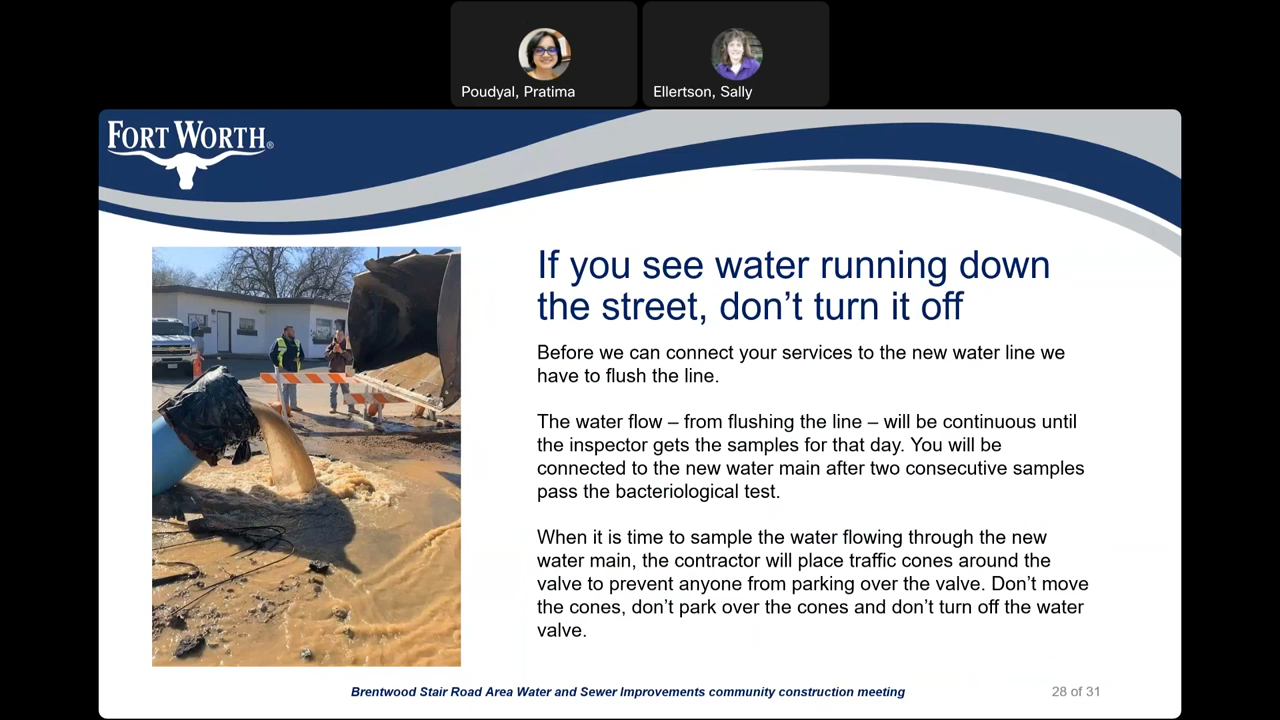 Poudyal, Pratima
Ellertson, Sally
FORT WORTH®
If you see water running down
the street, don’t turn it off
Before we can connect your services to the new water line we
have to flush the line.
The water flow – from flushing the line – will be continuous until
the inspector gets the samples for that day. You will be
connected to the new water main after two consecutive samples
pass the bacteriological test.
When it is time to sample the water flowing through the new
water main, the contractor will place traffic cones around the
valve to prevent anyone from parking over the valve. Don’t move
the cones, don’t park over the cones and don’t turn off the water
valve.
Brentwood Stair Road Area Water and Sewer Improvements community construction meeting
28 of 31